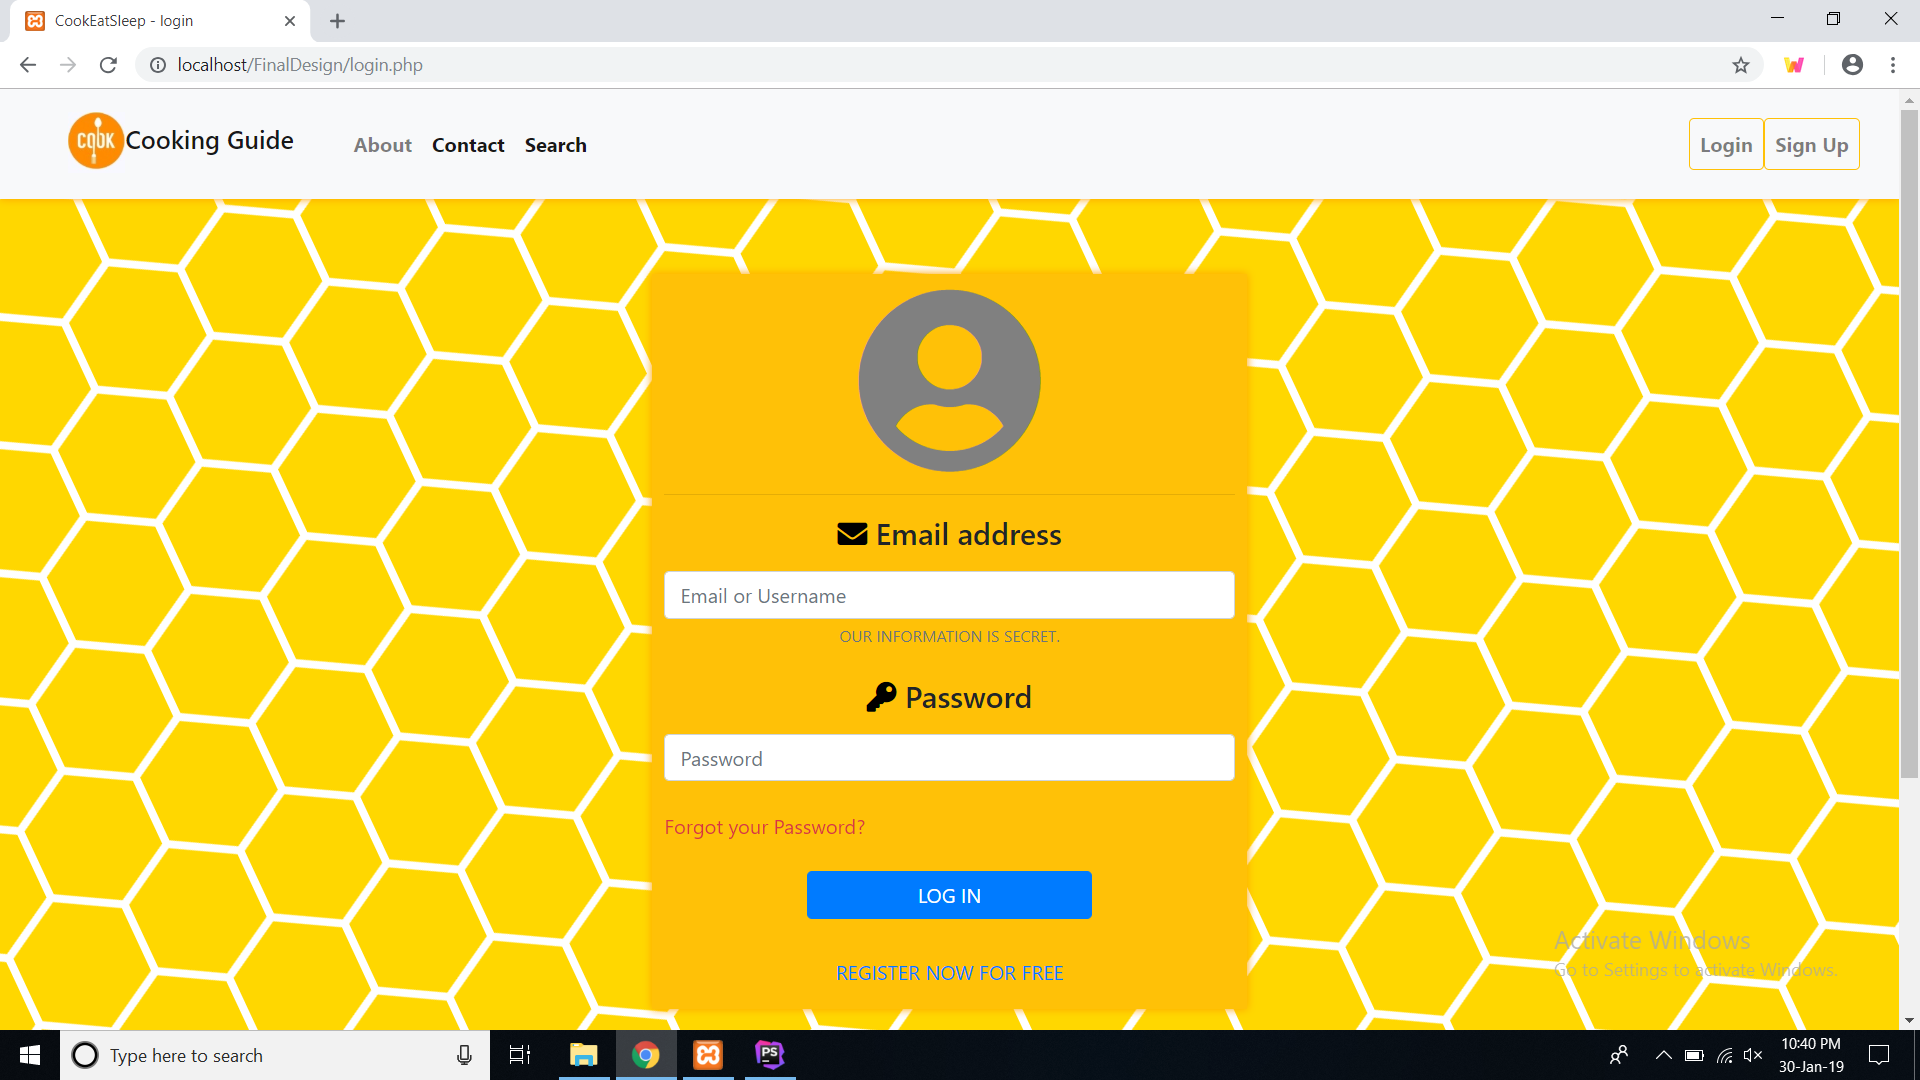 CookEatSleep - login
localhost/FinalDesign/login.php
COOK Cooking Guide About Contact Search Login Sign Up
Email address
Email or Username
OUR INFORMATION IS SECRET.
Password
Password
Forgot your Password?
LOG IN
REGISTER NOW FOR FREE
Activate Windows
Go to Settings to activate Windows.
Type here to search
PS
10:40 PM
30-Jan-19